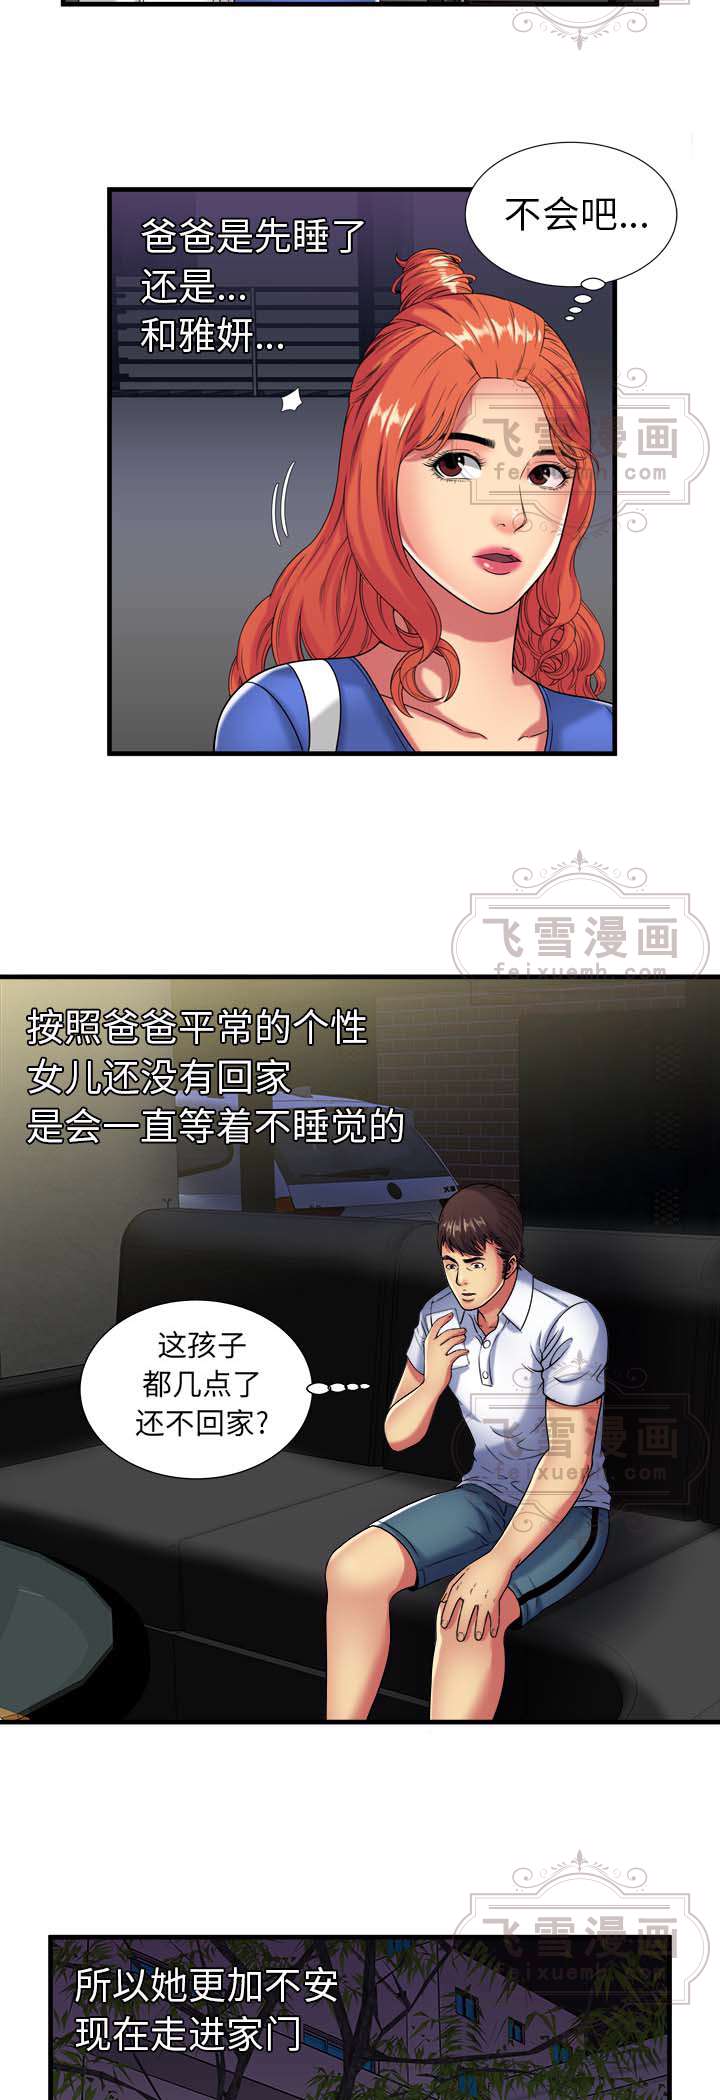 不会吧...
爸爸是先睡了
还是...
和雅妍...
飞雪漫画
feixuemh.com
飞雪漫画
feixuemh.com
按照爸爸平常的个性
女儿还没有回家
是会一直等着不睡觉的
这孩子
都几点了
还不回家?
飞雪漫画
feixuemh.com
飞雪漫画
feixuemh.com
所以她更加不安
现在走进家门